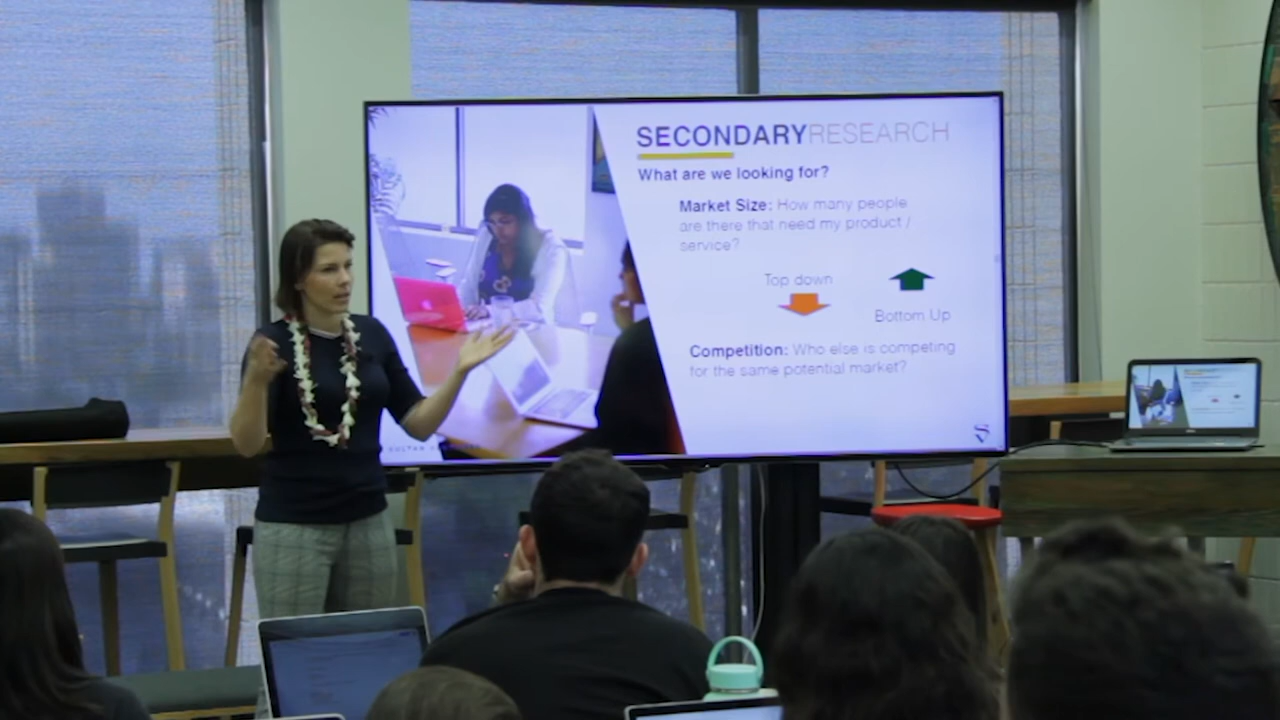 SECONDARYRESEARCH
What are we looking for?
Market Size: How many people
are there that need my product /
service?
Top down
Bottom Up
Competition: Who else is competing
for the same potential market?